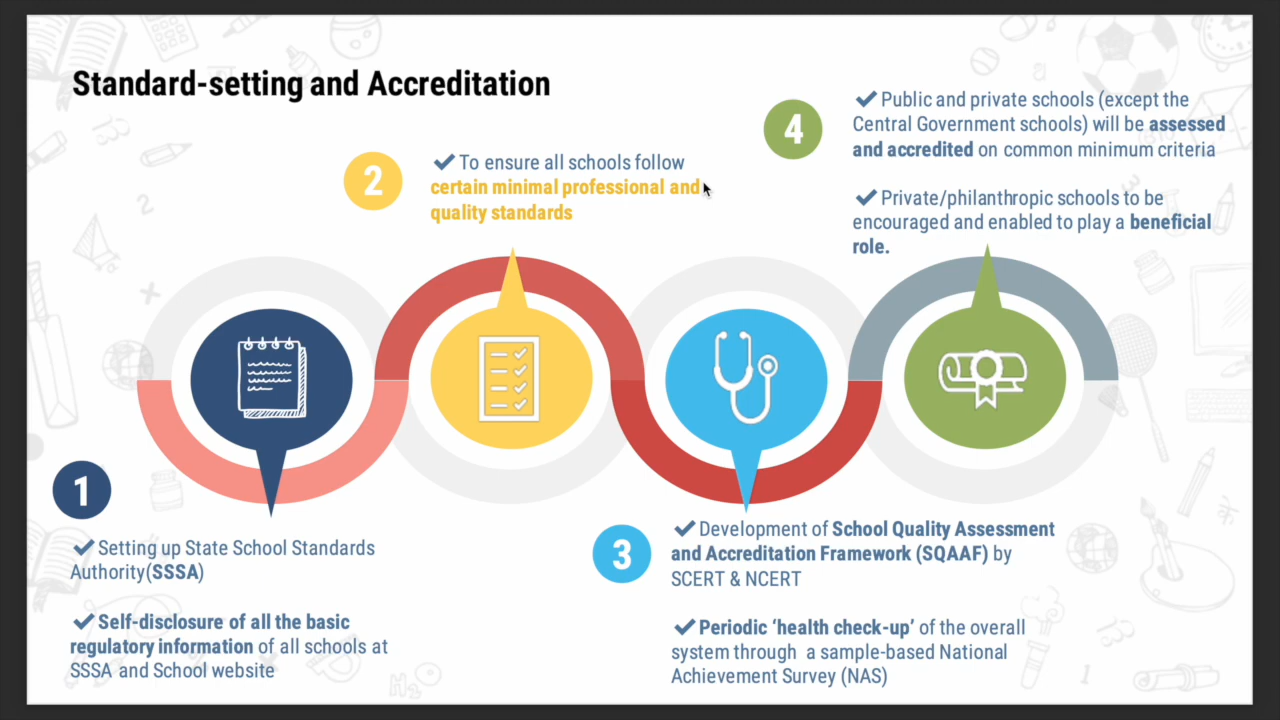 Standard-setting and Accreditation
1
✔ Setting up State School Standards
Authority(SSSA)
✔ Self-disclosure of all the basic
regulatory information of all schools at
SSSA and School website
2
✔ To ensure all schools follow
certain minimal professional and
quality standards
3
✔ Development of School Quality Assessment
and Accreditation Framework (SQAAF) by
SCERT & NCERT
✔ Periodic ‘health check-up’ of the overall
system through a sample-based National
Achievement Survey (NAS)
4
✔ Public and private schools (except the
Central Government schools) will be assessed
and accredited on common minimum criteria
✔ Private/philanthropic schools to be
encouraged and enabled to play a beneficial
role.
2
3
H₂O
1